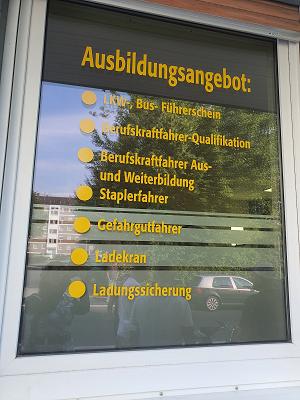 Ausbildungsangebot:
LKW-, Bus- Führerschein
Berufskraftfahrer-Qualifikation
Berufskraftfahrer Aus-
und Weiterbildung
Staplerfahrer
Gefahrgutfahrer
Ladekran
Ladungssicherung